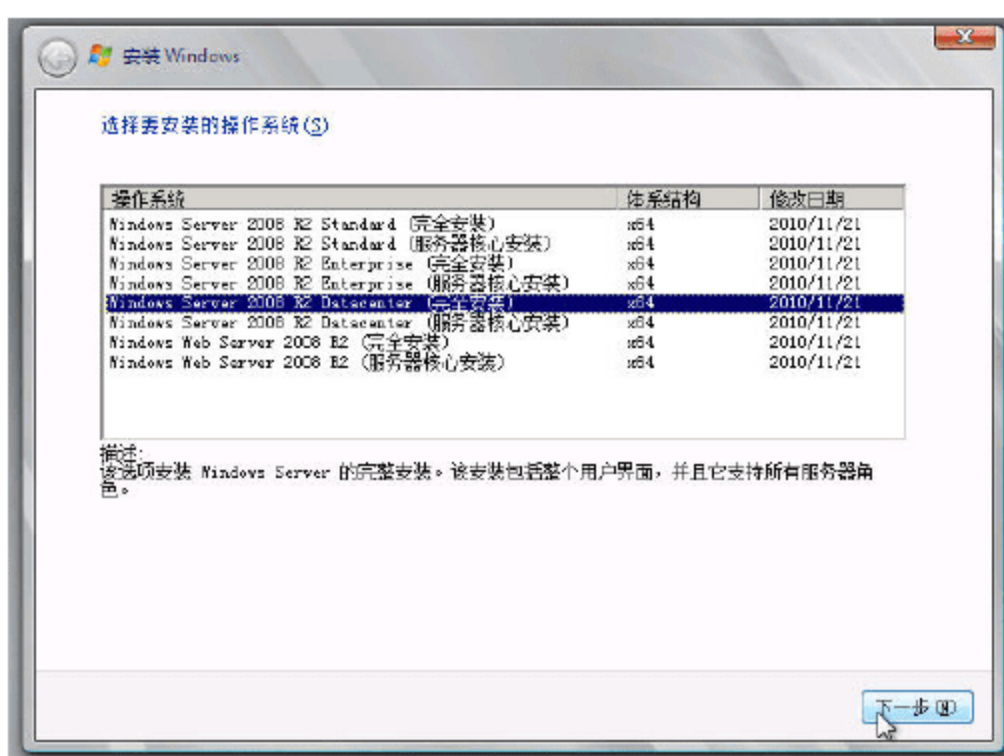 安装 Windows
选择要安装的操作系统(S)
操作系统 体系结构 修改日期
Windows Server 2008 R2 Standard (完全安装) x64 2010/11/21
Windows Server 2008 R2 Standard (服务器核心安装) x64 2010/11/21
Windows Server 2008 R2 Enterprise (完全安装) x64 2010/11/21
Windows Server 2008 R2 Enterprise (服务器核心安装) x64 2010/11/21
Windows Server 2008 R2 Datacenter (完全安装) x64 2010/11/21
Windows Server 2008 R2 Datacenter (服务器核心安装) x64 2010/11/21
Windows Web Server 2008 R2 (完全安装) x64 2010/11/21
Windows Web Server 2008 R2 (服务器核心安装) x64 2010/11/21
描述:
该选项安装 Windows Server 的完整安装。该安装包括整个用户界面，并且它支持所有服务器角
色。
下一步(N)